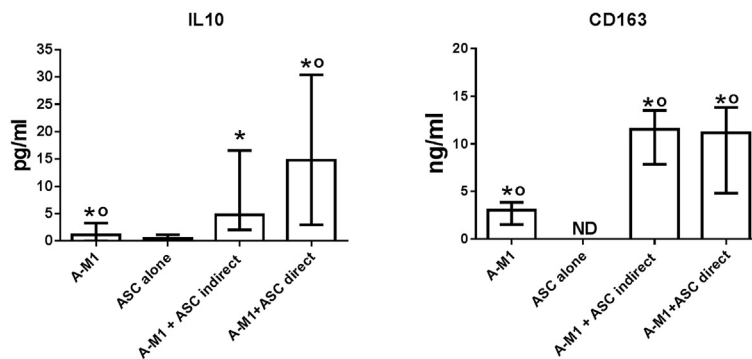 IL10
35
30
25
20
15
10
5
0
pg/ml
*o
*
*o
A-M1
ASC alone
A-M1 + ASC indirect
A-M1+ASC direct
CD163
20
15
10
5
0
ng/ml
*o
ND
*o
*o
A-M1
ASC alone
A-M1 + ASC indirect
A-M1+ASC direct